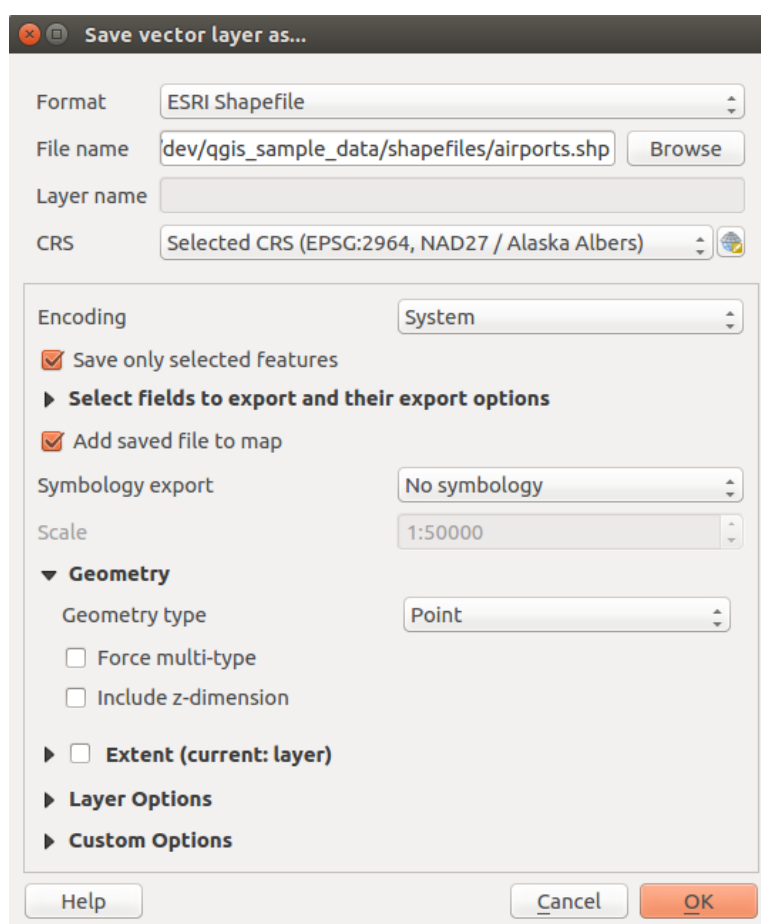 Save vector layer as...
Format ESRI Shapefile
File name /dev/qgis_sample_data/shapefiles/airports.shp Browse
Layer name
CRS Selected CRS (EPSG:2964, NAD27 / Alaska Albers)
Encoding System
Save only selected features
Select fields to export and their export options
Add saved file to map
Symbology export No symbology
Scale 1:50000
Geometry
Geometry type Point
Force multi-type
Include z-dimension
Extent (current: layer)
Layer Options
Custom Options
Help Cancel OK